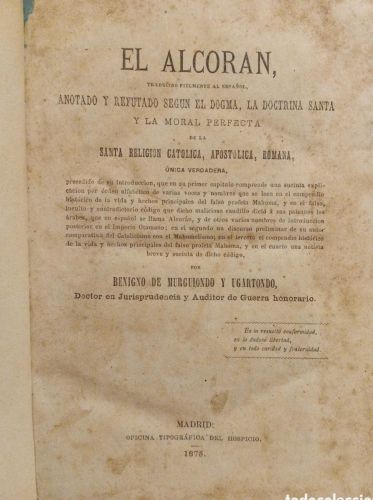 EL ALCORAN,
TRADUCIDO FIELMENTE AL ESPAÑOL,
ANOTADO Y REFUTADO SEGUN EL DOGMA, LA DOCTRINA SANTA
Y LA MORAL PERFECTA
DE LA
SANTA RELIGION CATOLICA, APOSTOLICA, ROMANA,
ÚNICA VERDADERA,
precedido de su introduccion, que en su primer capítulo comprende una sucinta expli-
cacion por órden alfabético de varias voces y nombres que se leen en el compendio
histórico de la vida y hechos principales del falso profeta Mahoma, y en el falso,
inculto y contradictorio código que dicho malicioso caudillo dictó á sus paisanos los
árabes, que en español se llama Alcorán, y de otros varios nombres de introduccion
posterior en el Imperio Otomano; en el segundo un discurso preliminar de su autor
comparativo del Catolicismo con el Mahometismo; en el tercero el compendio histórico
de la vida y hechos principales del falso profeta Mahoma, y en el cuarto una noticia
breve y sucinta de dicho código,
POR
BENIGNO DE MURGUIONDO Y UGARTONDO,
Doctor en Jurisprudencia y Auditor de Guerra honorario.
En lo resuelto conformidad,
en lo dudoso libertad,
y en todo caridad y fraternidad.
MADRID:
OFICINA TIPOGRÁFICA DEL HOSPICIO.
1875.
todocoleccion